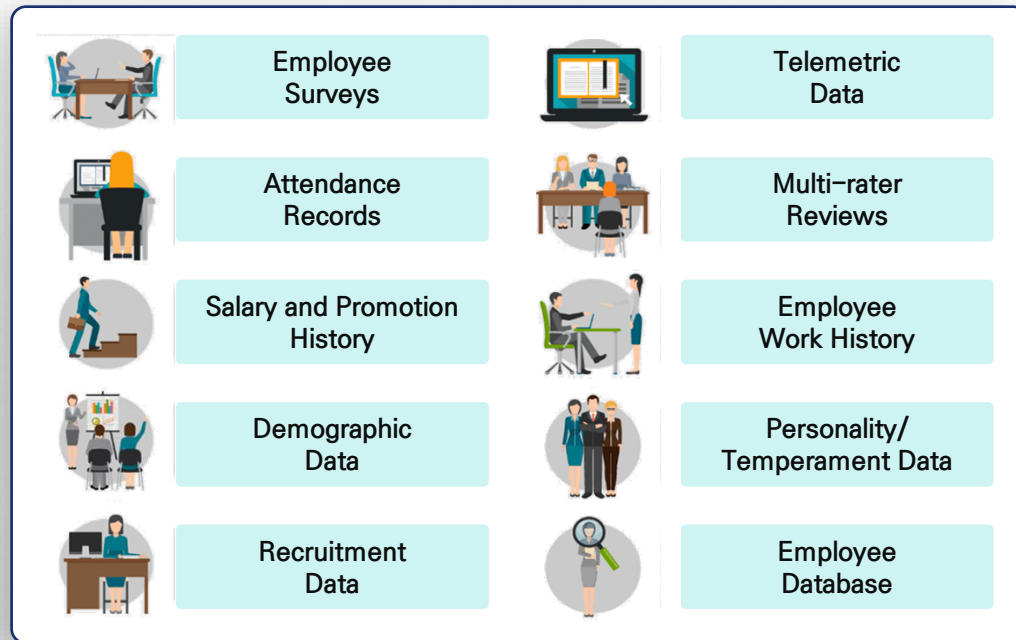 Employee
Surveys
Telemetric
Data
Attendance
Records
Multi-rater
Reviews
Salary and Promotion
History
Employee
Work History
Demographic
Data
Personality/
Temperament Data
Recruitment
Data
Employee
Database